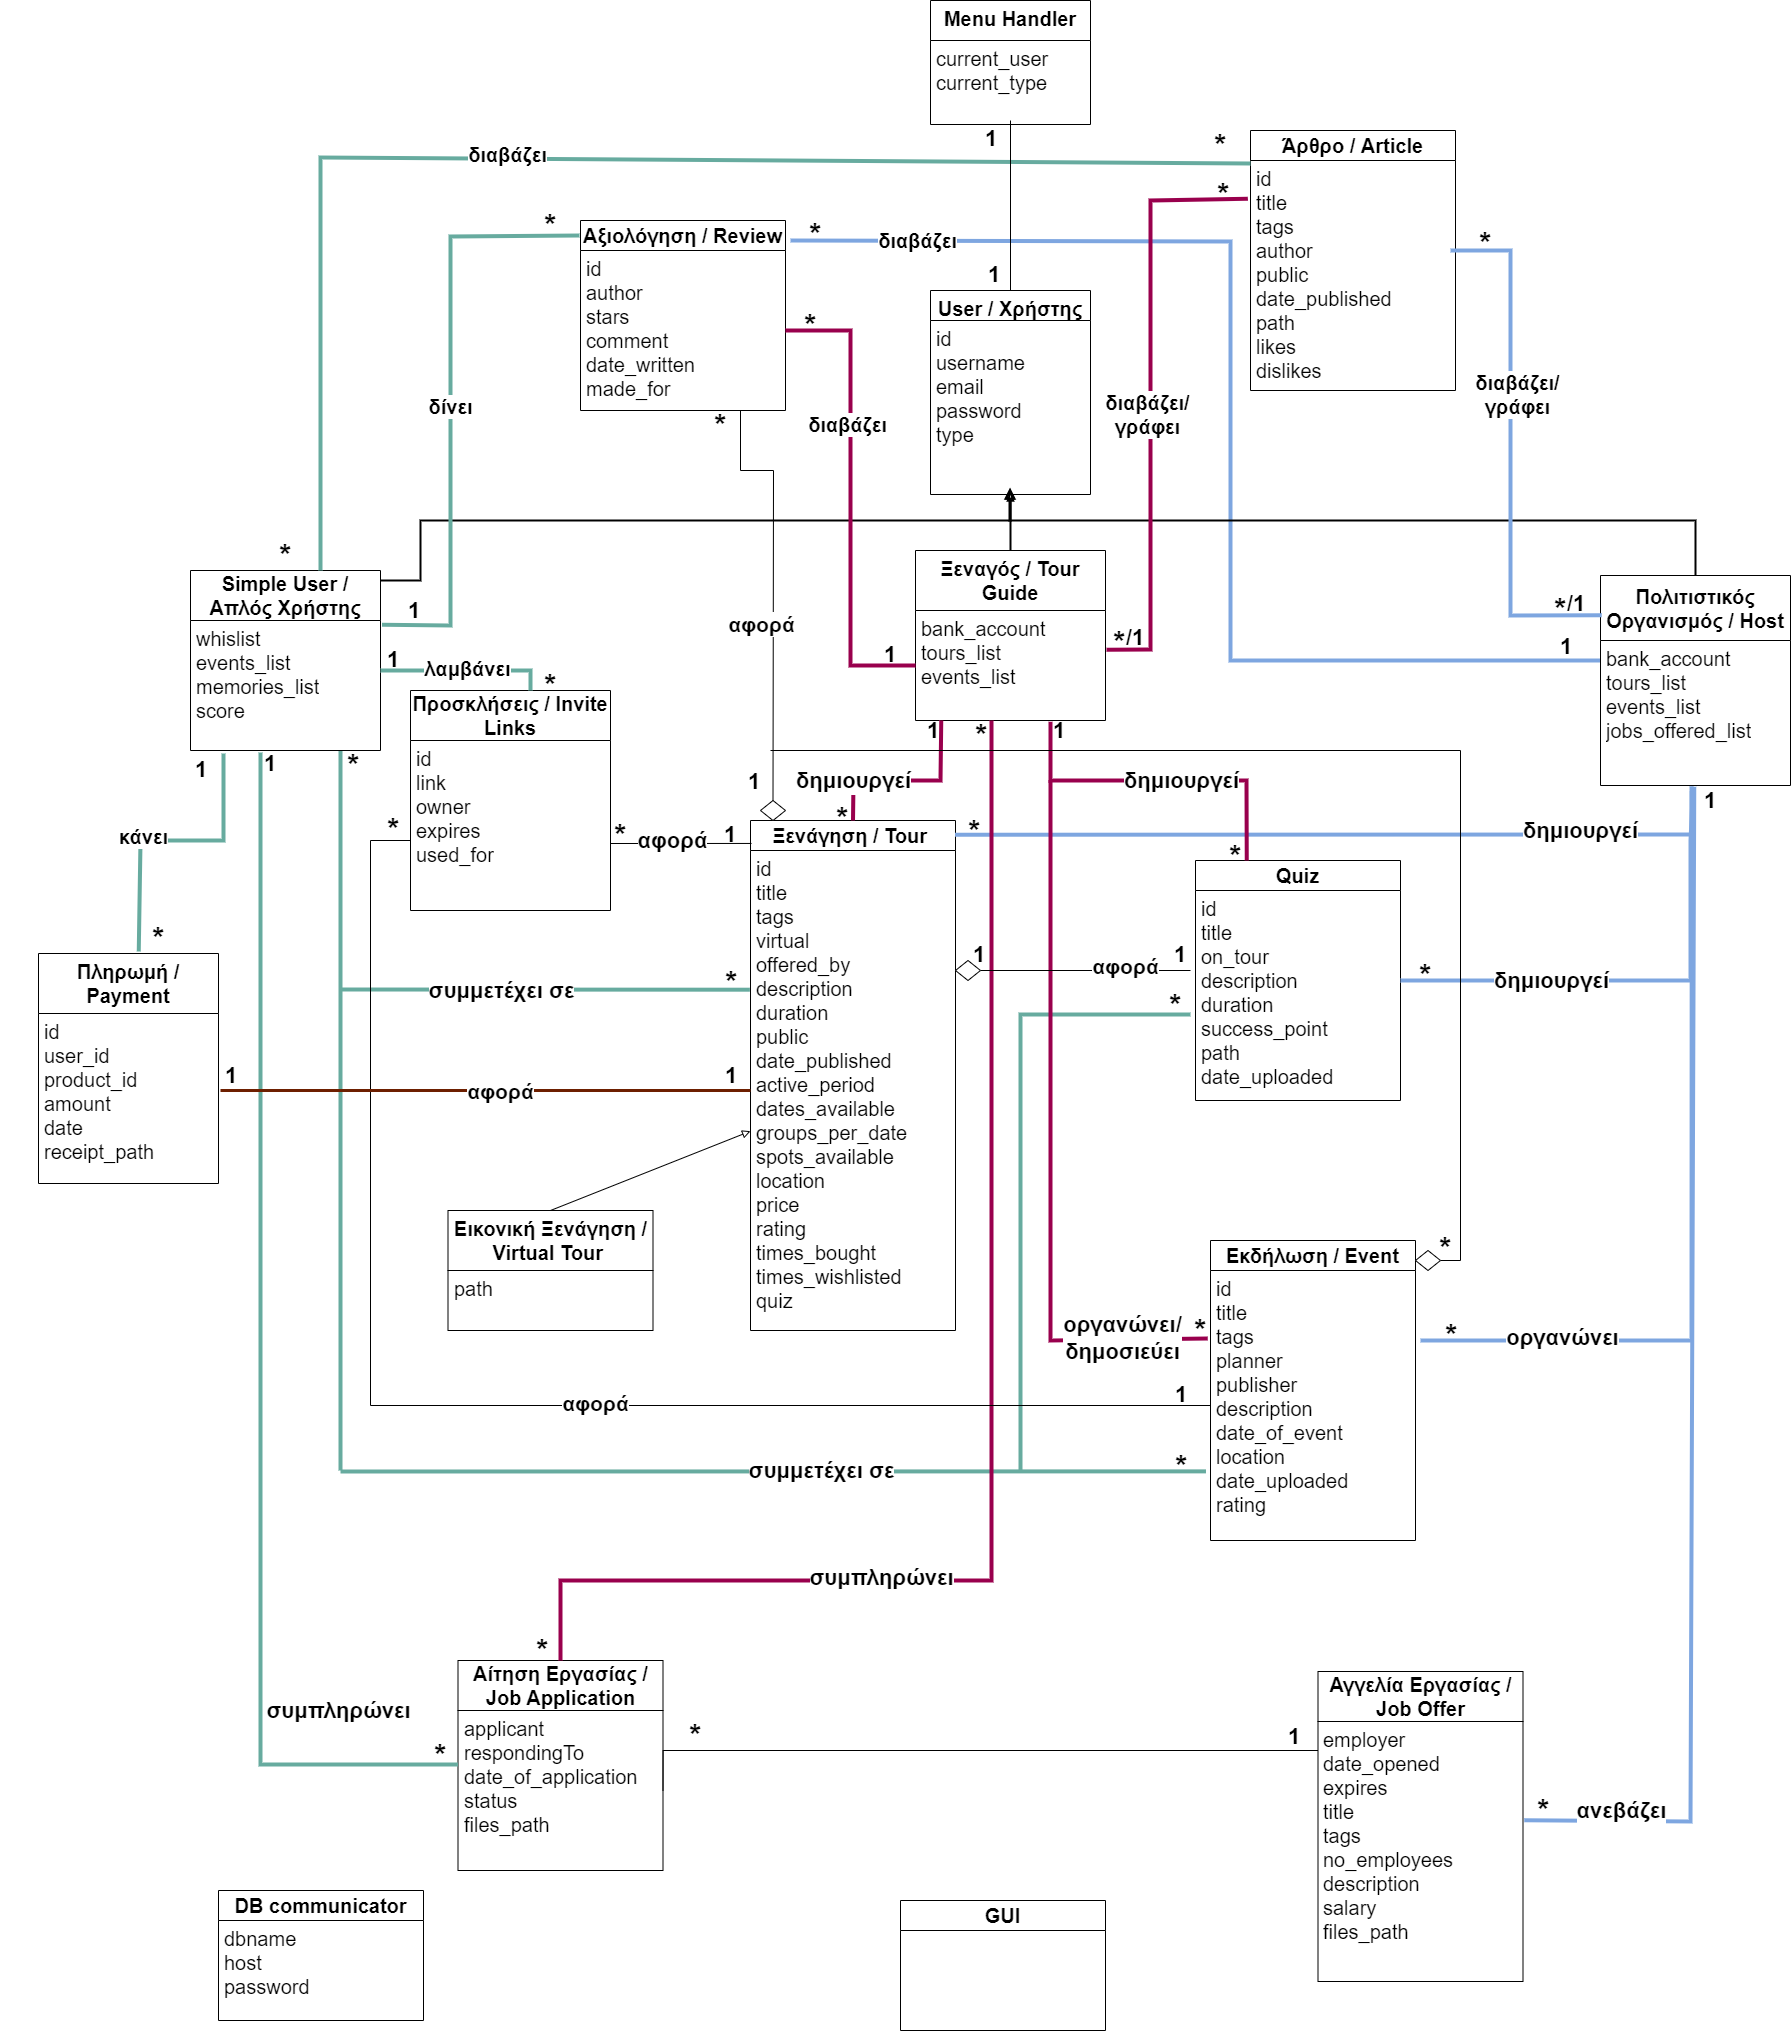 Menu Handler
current_user
current_type
1
1
διαβάζει
*
*
Άρθρο / Article
id
title
tags
author
public
date_published
path
likes
dislikes
*
Αξιολόγηση / Review
id
author
stars
comment
date_written
made_for
*
διαβάζει
*
διαβάζει
*
*
User / Χρήστης
id
username
email
password
type
διαβάζει/
γράφει
*
διαβάζει/
γράφει
δίνει
αφορά
*
Simple User /
Απλός Χρήστης
whislist
events_list
memories_list
score
1
1
λαμβάνει
*
Προσκλήσεις / Invite
Links
id
link
owner
expires
used_for
Ξεναγός / Tour
Guide
bank_account
tours_list
events_list
1
*/1
*/1
1
Πολιτιστικός
Οργανισμός / Host
bank_account
tours_list
events_list
jobs_offered_list
1
1
1
*
1
*
1
1
δημιουργεί
*
δημιουργεί
*
κάνει
*
*
*
αφορά
1
Ξενάγηση / Tour
id
title
tags
virtual
offered_by
description
duration
public
date_published
active_period
dates_available
groups_per_date
spots_available
location
price
rating
times_bought
times_wishlisted
quiz
*
δημιουργεί
Quiz
id
title
on_tour
description
duration
success_point
path
date_uploaded
1
αφορά
1
*
*
δημιουργεί
Πληρωμή /
Payment
id
user_id
product_id
amount
date
receipt_path
συμμετέχει σε
*
1
αφορά
1
Εικονική Ξενάγηση /
Virtual Tour
path
Εκδήλωση / Event
id
title
tags
planner
publisher
description
date_of_event
location
date_uploaded
rating
*
οργανώνει/
δημοσιεύει
*
*
οργανώνει
αφορά
1
συμμετέχει σε
*
συμπληρώνει
*
Αίτηση Εργασίας /
Job Application
applicant
respondingTo
date_of_application
status
files_path
συμπληρώνει
*
*
1
Αγγελία Εργασίας /
Job Offer
employer
date_opened
expires
title
tags
no_employees
description
salary
files_path
*
ανεβάζει
DB communicator
dbname
host
password
GUI